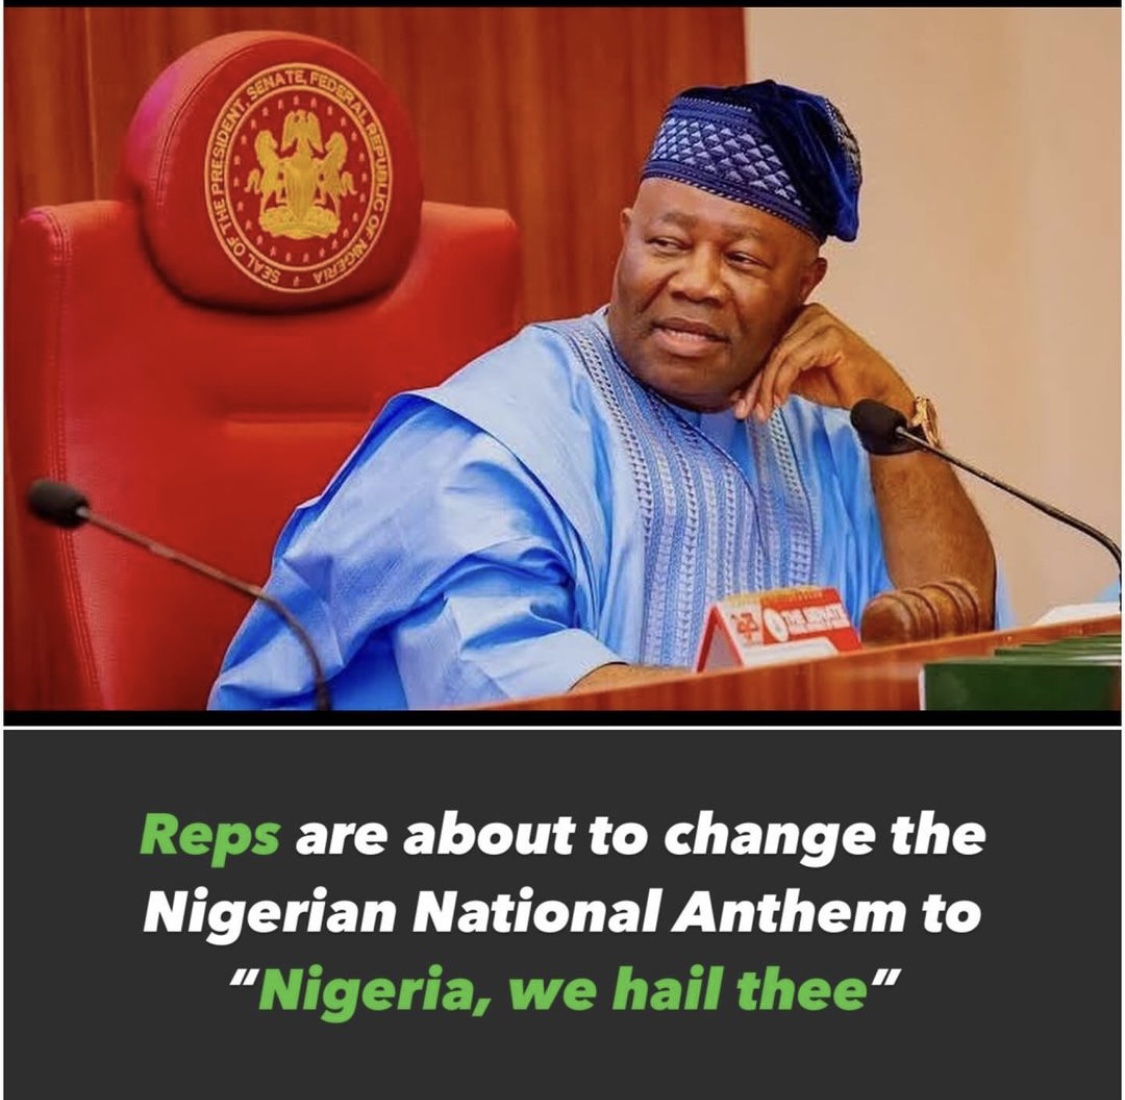 SEAL OF THE PRESIDENT, SENATE, FEDERAL REPUBLIC OF NIGERIA
Reps are about to change the
Nigerian National Anthem to
“Nigeria, we hail thee”